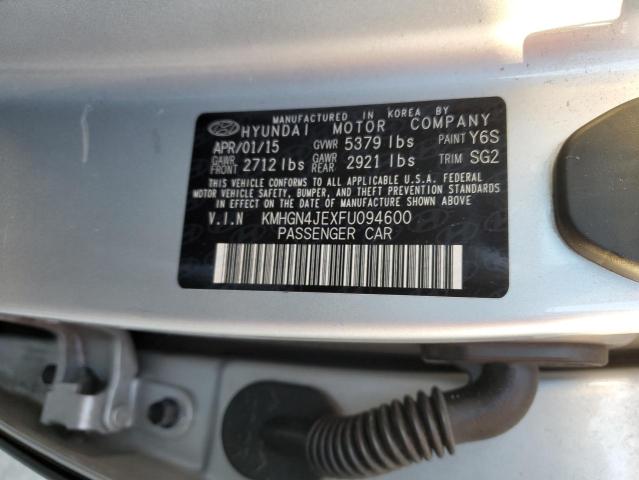 MANUFACTURED IN KOREA BY
HYUNDAI MOTOR COMPANY
APR/01/15 GVWR 5379 lbs PAINT Y6S
GAWR FRONT 2712 lbs GAWR REAR 2921 lbs TRIM SG2
THIS VEHICLE CONFORMS TO ALL APPLICABLE U.S.A. FEDERAL
MOTOR VEHICLE SAFETY, BUMPER, AND THEFT PREVENTION STANDARDS
IN EFFECT ON THE DATE OF MANUFACTURE SHOWN ABOVE.
V.I.N KMHGN4JEXFU094600
PASSENGER CAR